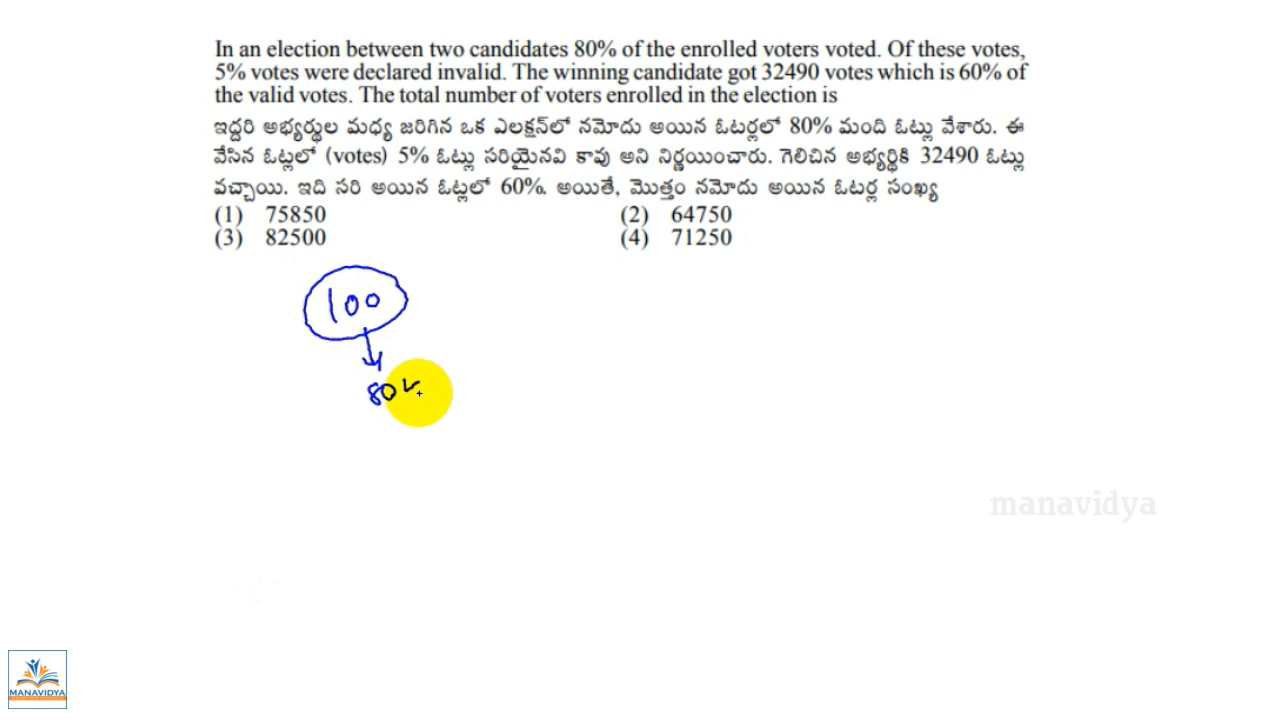 In an election between two candidates 80% of the enrolled voters voted. Of these votes,
5% votes were declared invalid. The winning candidate got 32490 votes which is 60% of
the valid votes. The total number of voters enrolled in the election is
ఇద్దరి అభ్యర్థుల మధ్య జరిగిన ఒక ఎలక్షన్‌లో నమోదు అయిన ఓటర్లలో 80% మంది ఓట్లు వేశారు. ఈ
వేసిన ఓట్లలో (votes) 5% ఓట్లు సరియైనవి కావు అని నిర్ణయించారు. గెలిచిన అభ్యర్థికి 32490 ఓట్లు
వచ్చాయి. ఇది సరి అయిన ఓట్లలో 60%. అయితే, మొత్తం నమోదు అయిన ఓటర్ల సంఖ్య
(1) 75850 (2) 64750
(3) 82500 (4) 71250
100
80
manavidya
MANAVIDYA